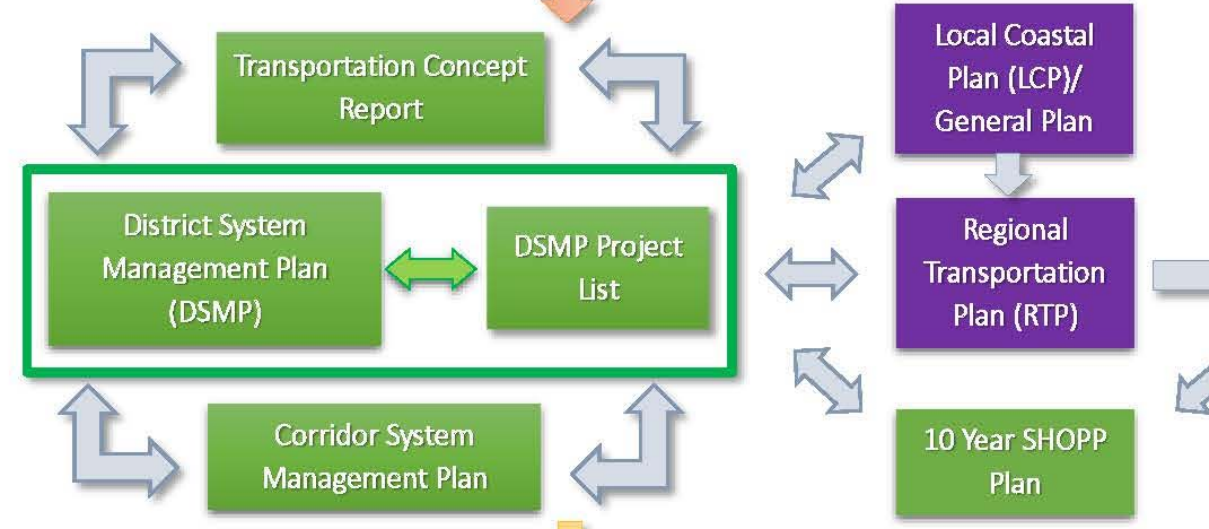 Transportation Concept
Report
District System
Management Plan
(DSMP)
DSMP Project
List
Corridor System
Management Plan
Local Coastal
Plan (LCP)/
General Plan
Regional
Transportation
Plan (RTP)
10 Year SHOPP
Plan